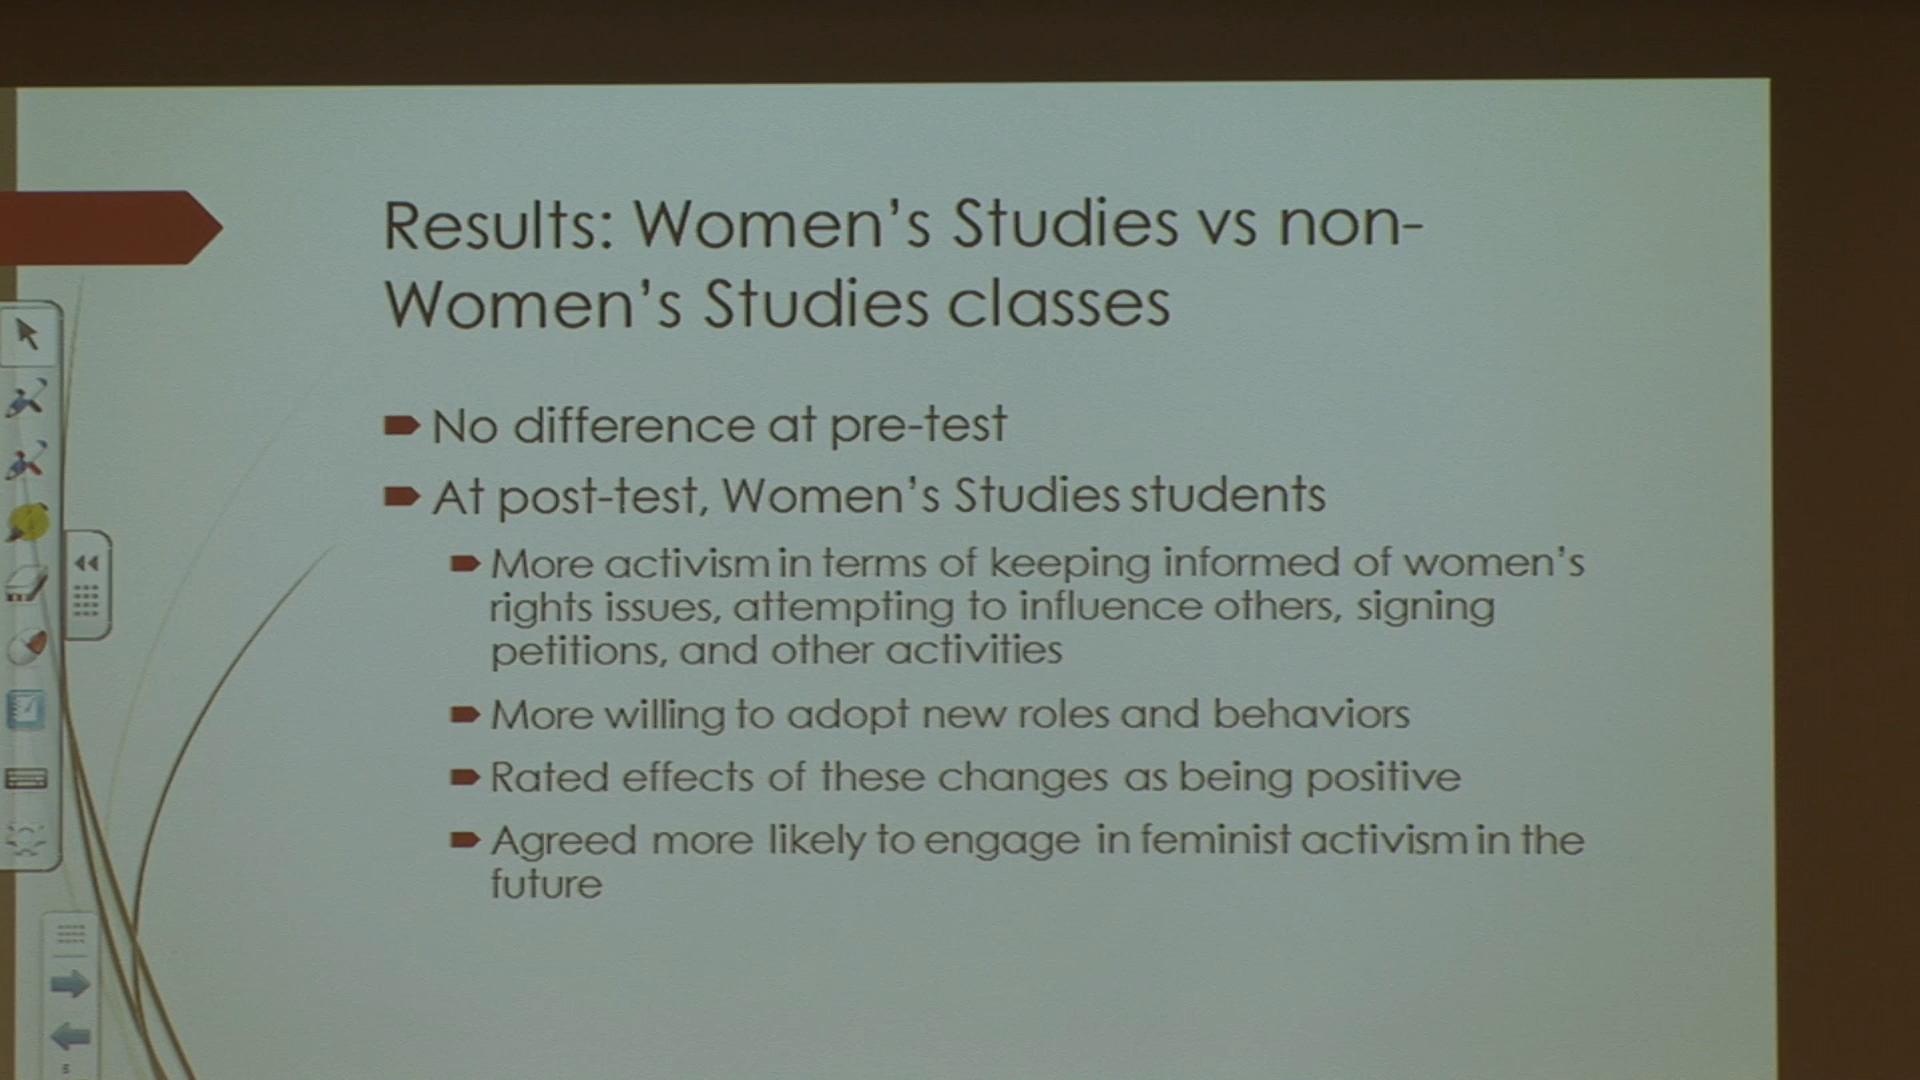 Results: Women's Studies vs non-
Women's Studies classes
No difference at pre-test
At post-test, Women's Studies students
More activism in terms of keeping informed of women's
rights issues, attempting to influence others, signing
petitions, and other activities
More willing to adopt new roles and behaviors
Rated effects of these changes as being positive
Agreed more likely to engage in feminist activism in the
future